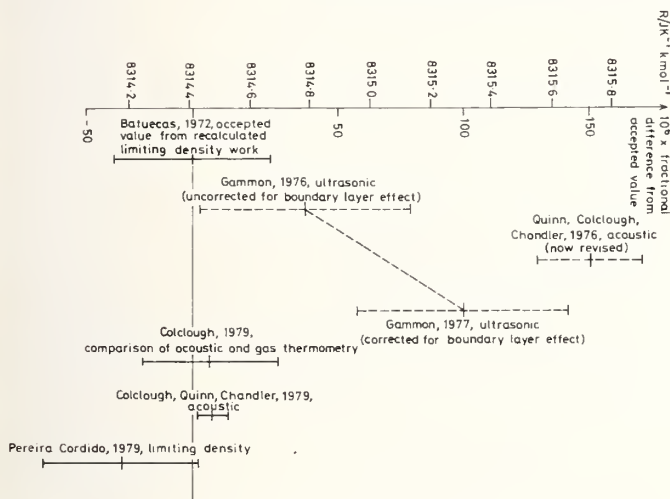 R/JK⁻¹ kmol⁻¹
8314·2
8314·4
8314·6
8314·8
8315·0
8315·2
8315·4
8315·6
8315·8
-50
50
100
150
10⁶ x fractional
difference from
accepted value
Batuecas, 1972, accepted
value from recalculated
limiting density work
Gammon, 1976, ultrasonic
(uncorrected for boundary layer effect)
Quinn, Colclough,
Chandler, 1976, acoustic
(now revised)
Gammon, 1977, ultrasonic
(corrected for boundary layer effect)
Colclough, 1979,
comparison of acoustic and gas thermometry
Colclough, Quinn, Chandler, 1979,
acoustic
Pereira Cordido, 1979, limiting density